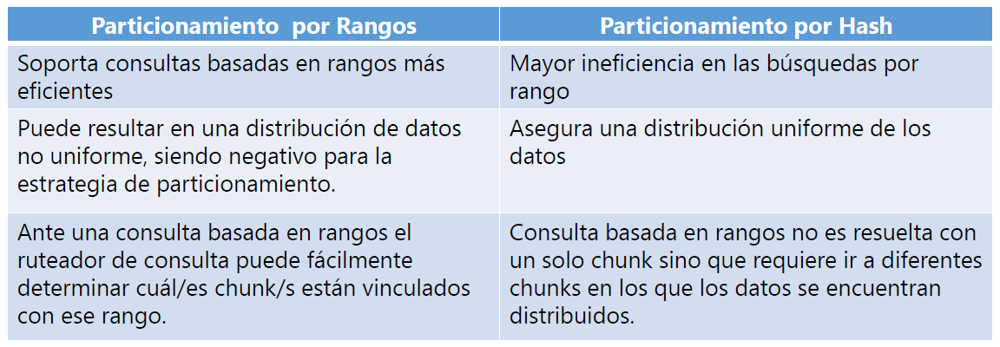 Particionamiento por Rangos
Particionamiento por Hash
Soporta consultas basadas en rangos más
eficientes
Mayor ineficiencia en las búsquedas por
rango
Puede resultar en una distribución de datos
no uniforme, siendo negativo para la
estrategia de particionamiento.
Asegura una distribución uniforme de los
datos
Ante una consulta basada en rangos el
ruteador de consulta puede fácilmente
determinar cuál/es chunk/s están vinculados
con ese rango.
Consulta basada en rangos no es resuelta con
un solo chunk sino que requiere ir a diferentes
chunks en los que los datos se encuentran
distribuidos.